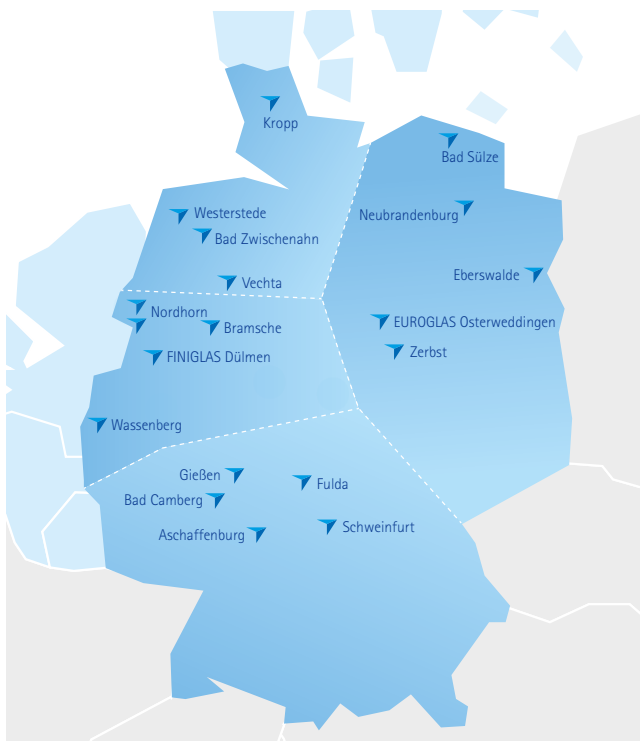 Kropp
Bad Sülze
Westerstede
Neubrandenburg
Bad Zwischenahn
Eberswalde
Vechta
Nordhorn
EUROGLAS Osterweddingen
Bramsche
Zerbst
FINIGLAS Dülmen
Wassenberg
Gießen
Fulda
Bad Camberg
Schweinfurt
Aschaffenburg